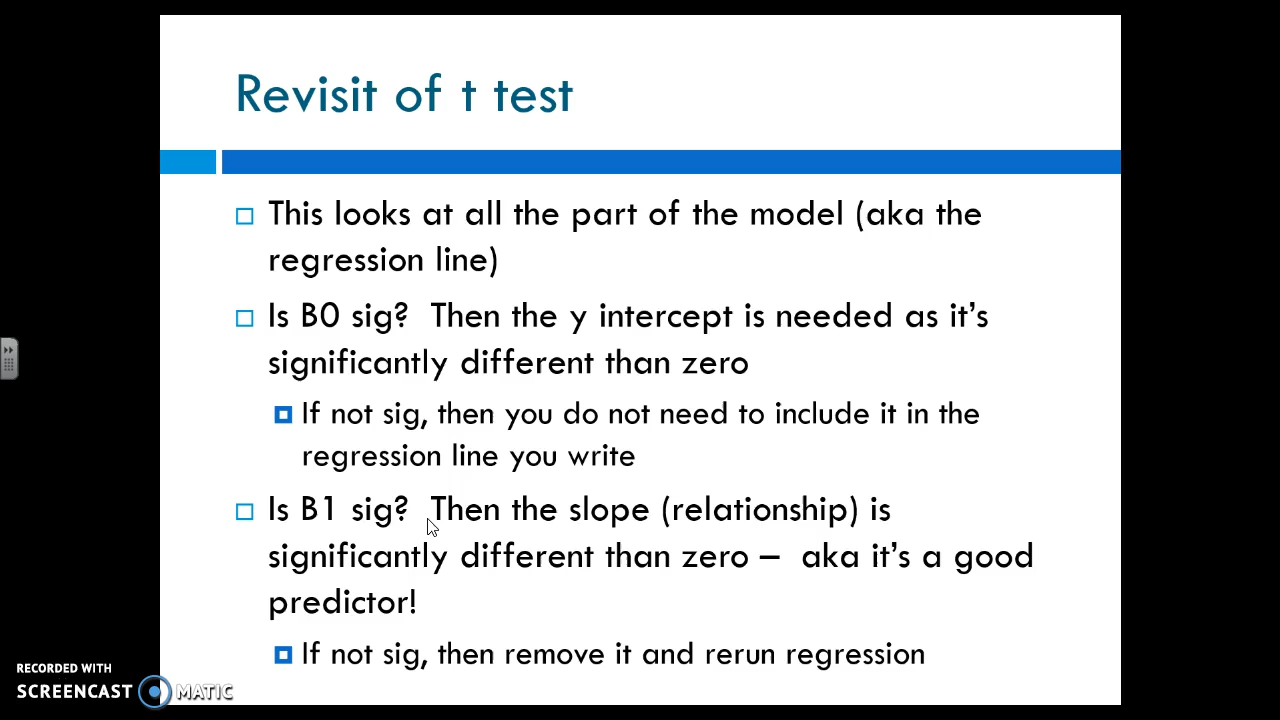 Revisit of t test
This looks at all the part of the model (aka the
regression line)
Is B0 sig?  Then the y intercept is needed as it's
significantly different than zero
If not sig, then you do not need to include it in the
regression line you write
Is B1 sig?  Then the slope (relationship) is
significantly different than zero –  aka it's a good
predictor!
If not sig, then remove it and rerun regression
RECORDED WITH
SCREENCAST MATIC